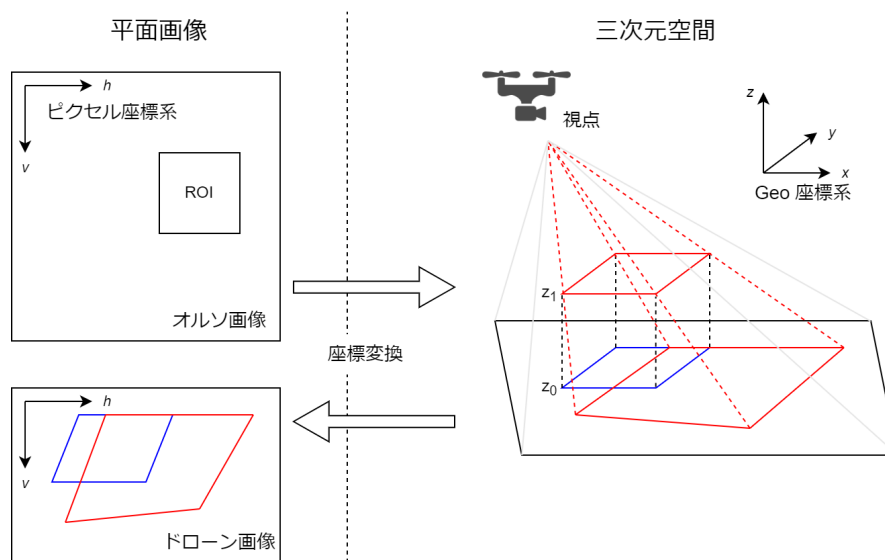 平面画像
三次元空間
h
ピクセル座標系
v
ROI
オルソ画像
視点
z
y
x
Geo 座標系
z1
z0
座標変換
h
v
ドローン画像